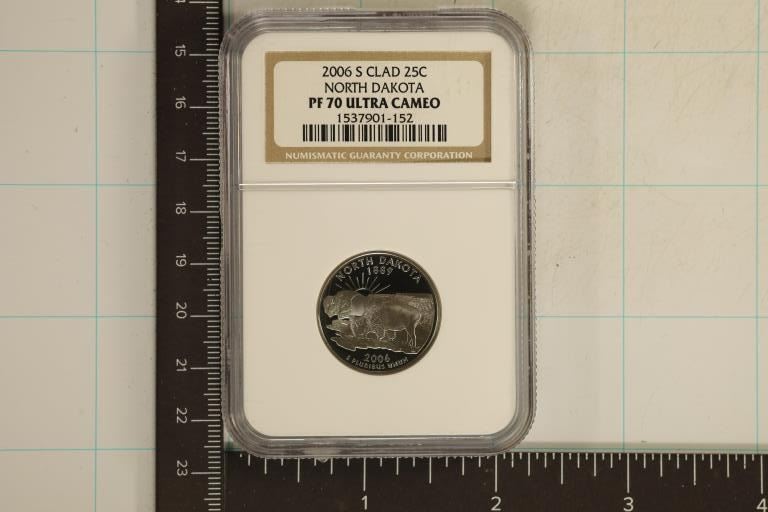 2006 S CLAD 25C
NORTH DAKOTA
PF 70 ULTRA CAMEO
1537901-152
NUMISMATIC GUARANTY CORPORATION
NORTH DAKOTA
1889
2006
E PLURIBUS UNUM
15
16
17
18
19
20
21
22
23
1
2
3
4